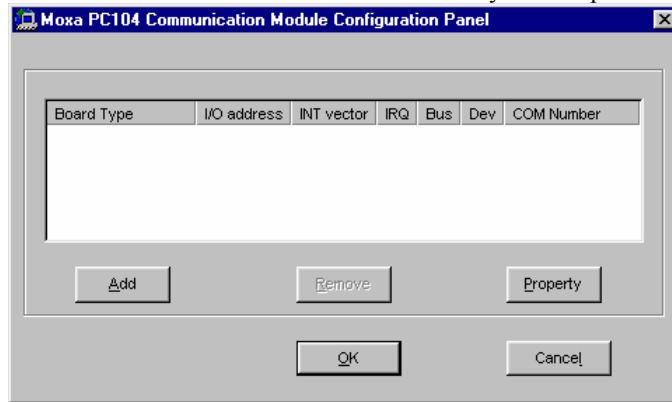 Moxa PC104 Communication Module Configuration Panel
Board Type I/O address INT vector IRQ Bus Dev COM Number
Add Remove Property
OK Cancel